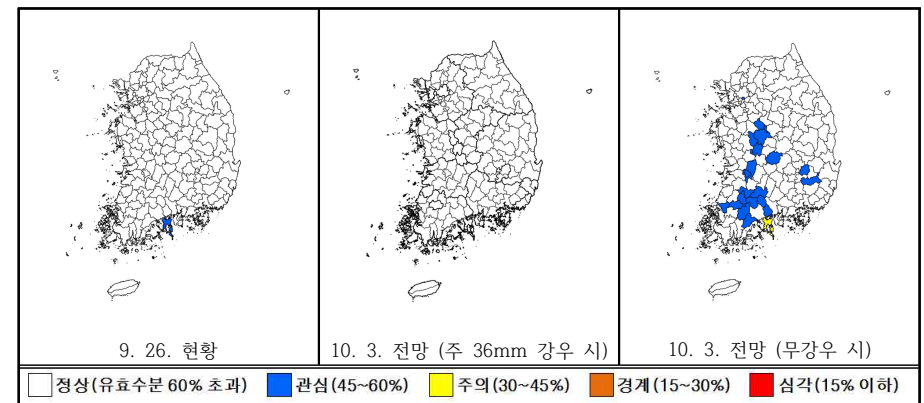 9. 26. 현황
10. 3. 전망 (주 36mm 강우 시)
10. 3. 전망 (무강우 시)
정상(유효수분 60% 초과) 관심(45~60%) 주의(30~45%) 경계(15~30%) 심각(15% 이하)